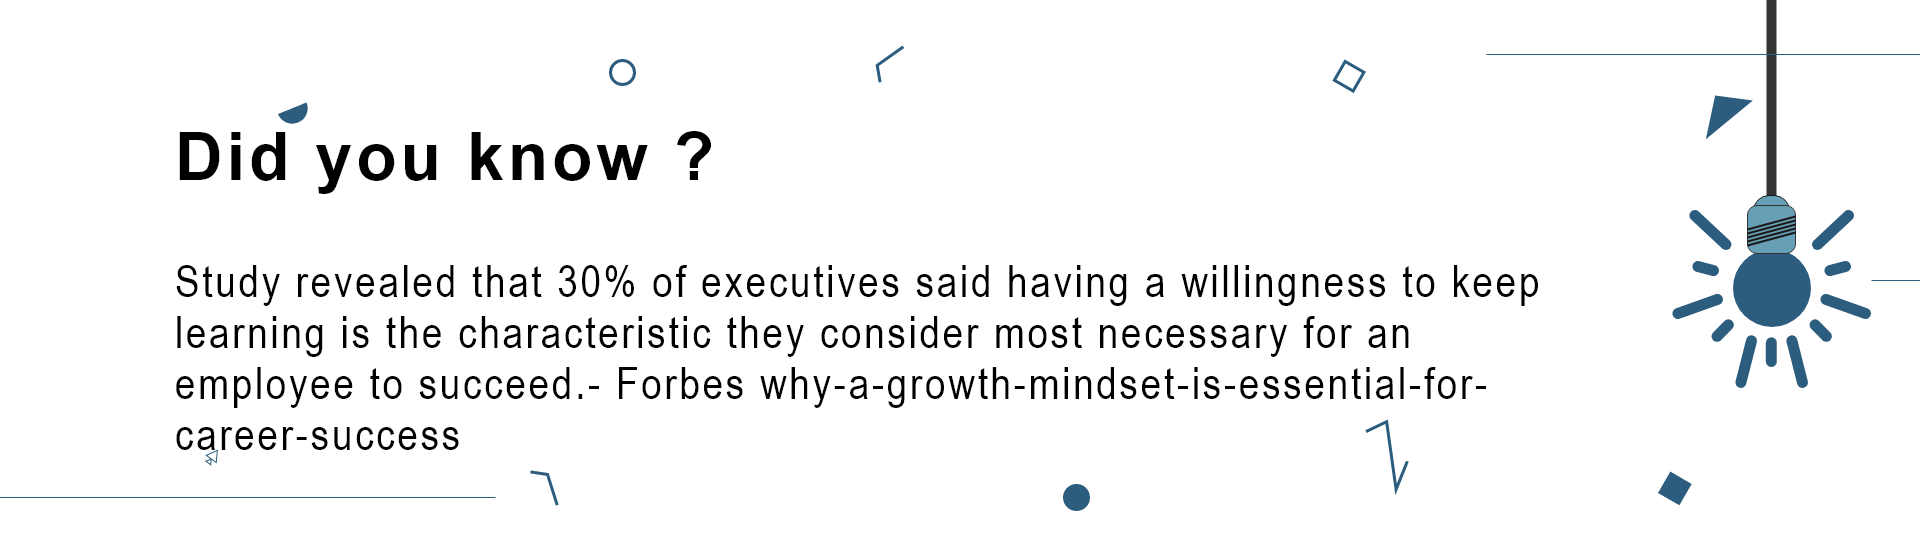 Did you know ?
Study revealed that 30% of executives said having a willingness to keep
learning is the characteristic they consider most necessary for an
employee to succeed.- Forbes why-a-growth-mindset-is-essential-for-
career-success